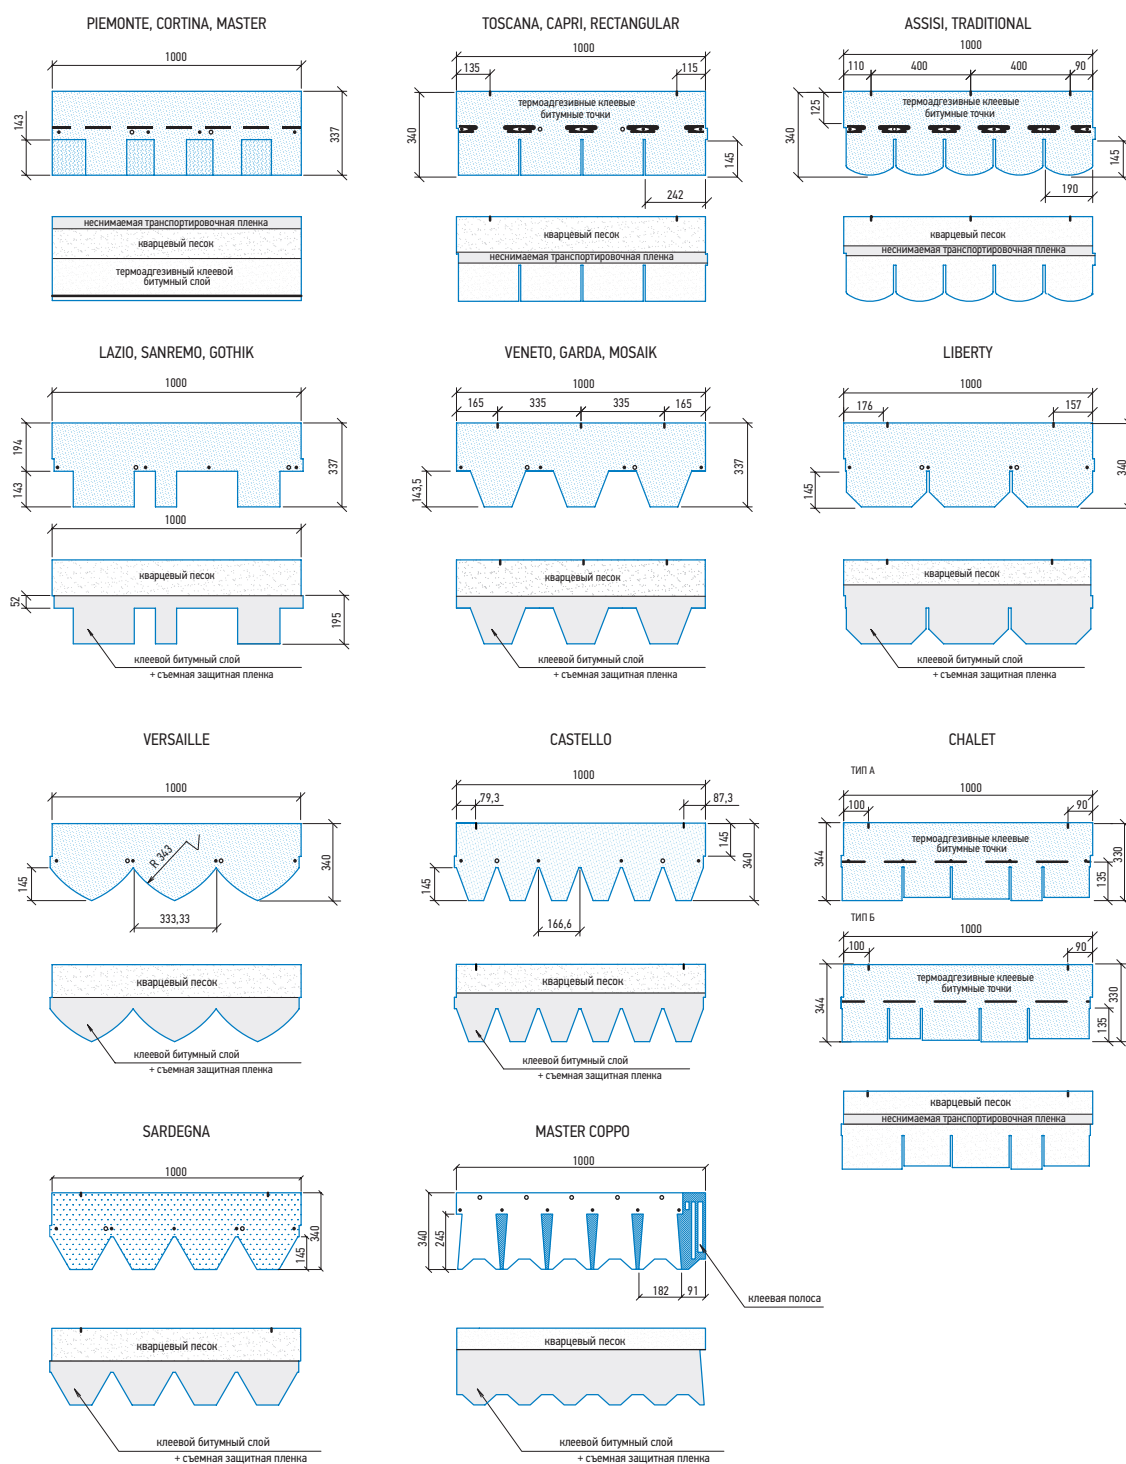 PIEMONTE, CORTINA, MASTER
1000
143
337
неснимаемая транспортировочная пленка
кварцевый песок
термоадгезивный клеевой
битумный слой
TOSCANA, CAPRI, RECTANGULAR
1000
135
115
термоадгезивные клеевые
битумные точки
340
145
242
кварцевый песок
неснимаемая транспортировочная пленка
ASSISI, TRADITIONAL
1000
110
400
400
90
125
термоадгезивные клеевые
битумные точки
340
145
190
кварцевый песок
неснимаемая транспортировочная пленка
LAZIO, SANREMO, GOTHIK
1000
194
143
337
1000
кварцевый песок
52
195
клеевой битумный слой
+ съемная защитная пленка
VENETO, GARDA, MOSAIK
1000
165
335
335
165
337
143,5
кварцевый песок
клеевой битумный слой
+ съемная защитная пленка
LIBERTY
1000
176
157
340
145
кварцевый песок
клеевой битумный слой
+ съемная защитная пленка
VERSAILLE
1000
R 343
340
145
333,33
кварцевый песок
клеевой битумный слой
+ съемная защитная пленка
CASTELLO
1000
79,3
87,3
145
340
145
166,6
кварцевый песок
клеевой битумный слой
+ съемная защитная пленка
CHALET
ТИП А
1000
100
90
термоадгезивные клеевые
битумные точки
344
330
135
ТИП Б
1000
100
90
термоадгезивные клеевые
битумные точки
344
330
135
кварцевый песок
неснимаемая транспортировочная пленка
SARDEGNA
1000
340
145
кварцевый песок
клеевой битумный слой
+ съемная защитная пленка
MASTER COPPO
1000
340
245
182
91
клеевая полоса
кварцевый песок
клеевой битумный слой
+ съемная защитная пленка